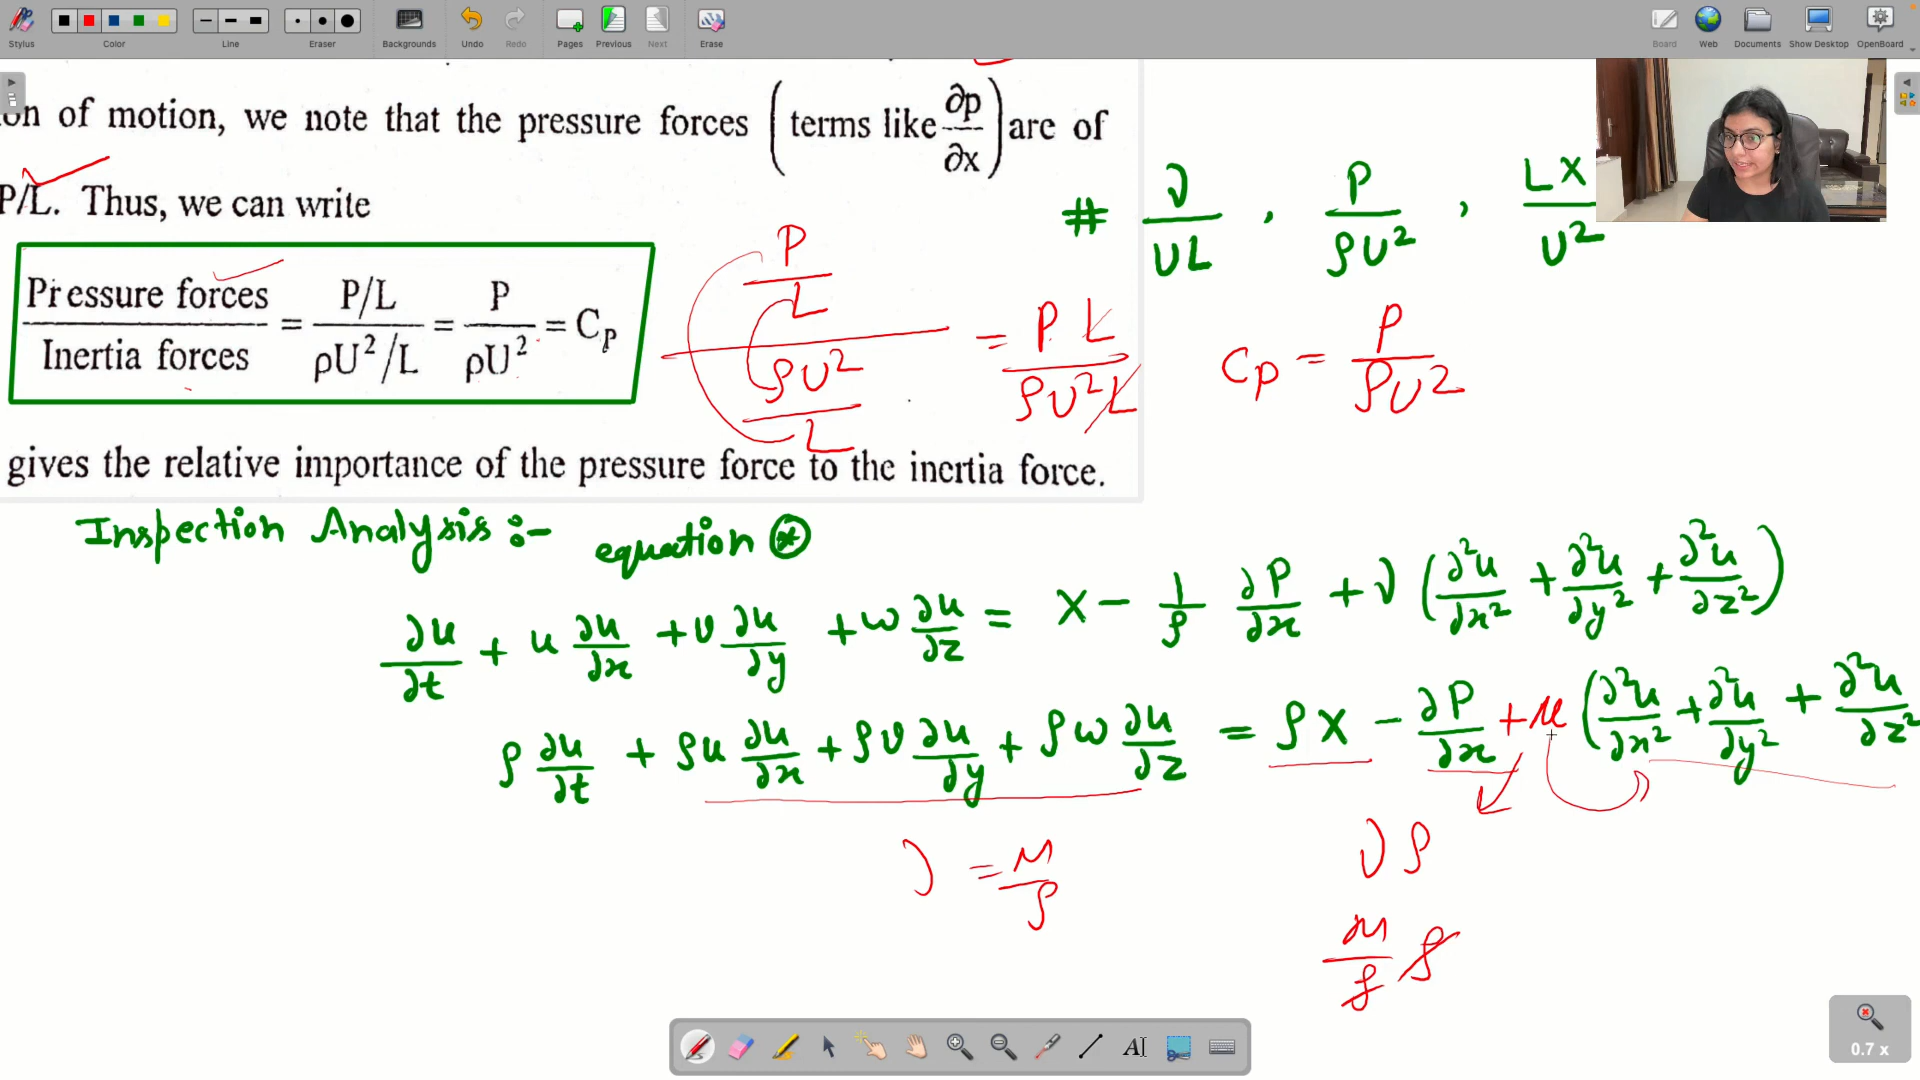 Stylus Color Line Eraser Backgrounds Undo Redo Pages Previous Next Erase Board Web Documents Show Desktop OpenBoard
on of motion, we note that the pressure forces (terms like ∂p/∂x) are of
P/L. Thus, we can write
Pressure forces / Inertia forces = P/L / ρU²/L = P / ρU² = C_P
P/L / ρU²/L = P L / ρU² L
# ν/UL , P/ρU² , LX/U²
Cp = P/ρU²
gives the relative importance of the pressure force to the inertia force.
Inspection Analysis :- equation ⊛
∂u/∂t + u ∂u/∂x + v ∂u/∂y + w ∂u/∂z = X - 1/ρ ∂P/∂x + ν (∂²u/∂x² + ∂²u/∂y² + ∂²u/∂z²)
ρ ∂u/∂t + ρu ∂u/∂x + ρv ∂u/∂y + ρw ∂u/∂z = ρX - ∂P/∂x + μ (∂²u/∂x² + ∂²u/∂y² + ∂²u/∂z²
ν = μ/ρ
ν ρ
μ/ρ ρ
0.7 x